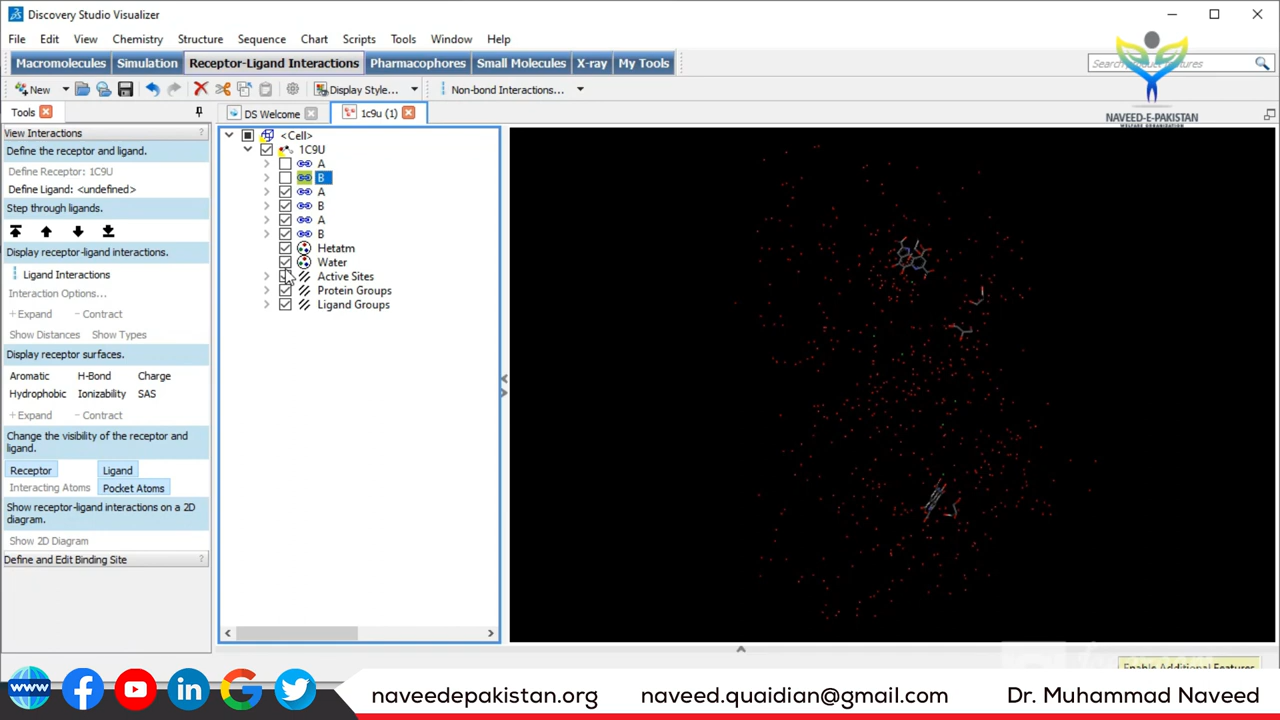 Discovery Studio Visualizer
File Edit View Chemistry Structure Sequence Chart Scripts Tools Window Help
Macromolecules Simulation Receptor-Ligand Interactions Pharmacophores Small Molecules X-ray My Tools
New Display Style... Non-bond Interactions...
NAVEED-E-PAKISTAN
WELFARE ORGANIZATION
Tools DS Welcome 1c9u (1)
View Interactions ?
Define the receptor and ligand.
Define Receptor: 1C9U
Define Ligand: <undefined>
Step through ligands.
Display receptor-ligand interactions.
Ligand Interactions
Interaction Options...
+Expand -Contract
Show Distances Show Types
Display receptor surfaces.
Aromatic H-Bond Charge
Hydrophobic Ionizability SAS
+Expand -Contract
Change the visibility of the receptor and
ligand.
Receptor Ligand
Interacting Atoms Pocket Atoms
Show receptor-ligand interactions on a 2D
diagram.
Show 2D Diagram
Define and Edit Binding Site ?
<Cell>
1C9U
A
B
A
B
A
B
Hetatm
Water
Active Sites
Protein Groups
Ligand Groups
Enable Additional Features
www naveedepakistan.org naveed.quaidian@gmail.com Dr. Muhammad Naveed